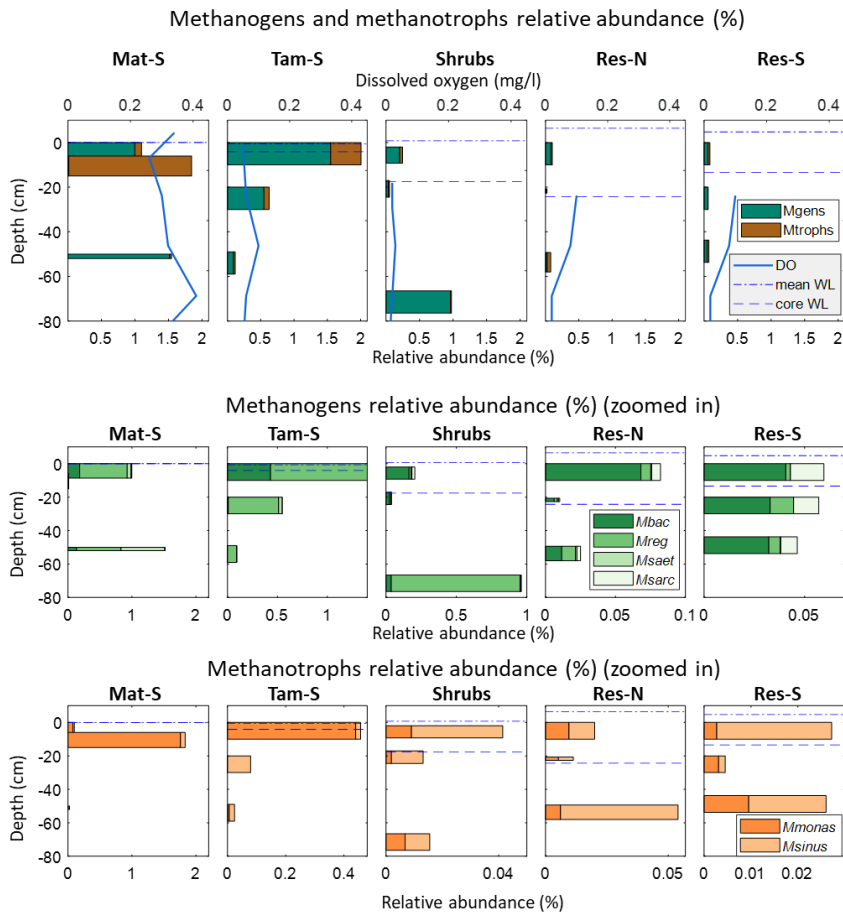 Methanogens and methanotrophs relative abundance (%)
Mat-S Tam-S Shrubs Res-N Res-S
Dissolved oxygen (mg/l)
0 0.2 0.4 0 0.2 0.4 0 0.2 0.4 0 0.2 0.4 0 0.2 0.4
Depth (cm)
0
-20
-40
-60
-80
Mgens
Mtrophs
DO
mean WL
core WL
0.5 1 1.5 2 0.5 1 1.5 2 0.5 1 1.5 2 0.5 1 1.5 2 0.5 1 1.5 2
Relative abundance (%)
Methanogens relative abundance (%) (zoomed in)
Mat-S Tam-S Shrubs Res-N Res-S
Depth (cm)
0
-20
-40
-60
-80
Mbac
Mreg
Msaet
Msarc
0 1 2 0 0.5 1 0 0.5 1 0 0.05 0.1 0 0.05
Relative abundance (%)
Methanotrophs relative abundance (%) (zoomed in)
Mat-S Tam-S Shrubs Res-N Res-S
Depth (cm)
0
-20
-40
-60
-80
Mmonas
Msinus
0 1 2 0 0.2 0.4 0 0.02 0.04 0 0.05 0 0.01 0.02
Relative abundance (%)